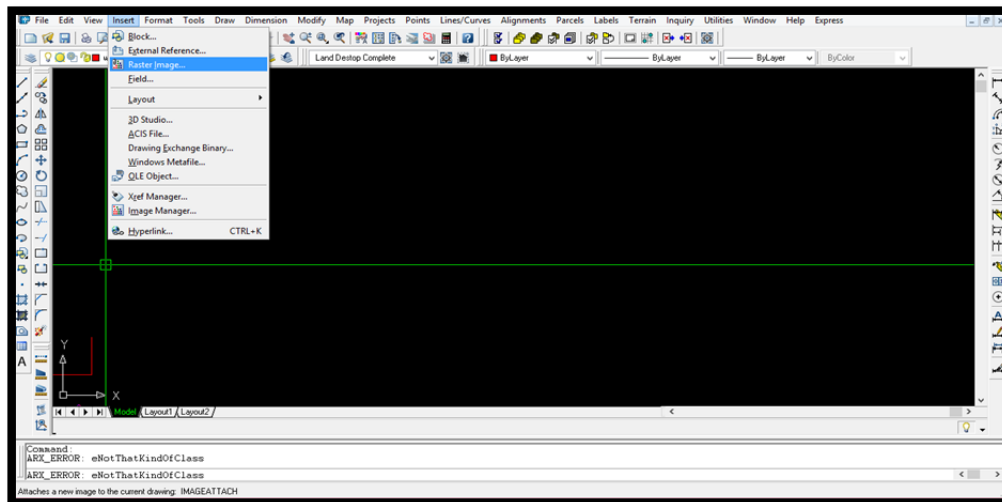 File Edit View Insert Format Tools Draw Dimension Modify Map Projects Points Lines/Curves Alignments Parcels Labels Terrain Inquiry Utilities Window Help Express
Block...
External Reference...
Land Destop Complete ByLayer ByLayer ByLayer ByColor
Raster Image...
Field...
Layout
3D Studio...
ACIS File...
Drawing Exchange Binary...
Windows Metafile...
OLE Object...
Xref Manager...
Image Manager...
Hyperlink... CTRL+K
A
Y
X
Model Layout1 Layout2
Command:
ARX_ERROR: eNotThatKindOfClass
ARX_ERROR: eNotThatKindOfClass
Attaches a new image to the current drawing: IMAGEATTACH